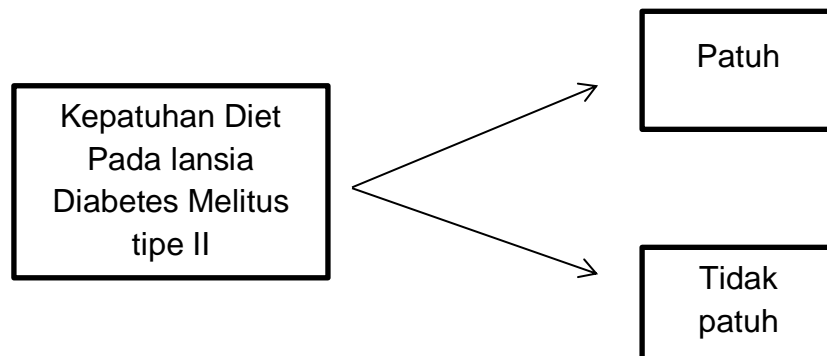 Kepatuhan Diet
Pada lansia
Diabetes Melitus
tipe II
Patuh
Tidak
patuh